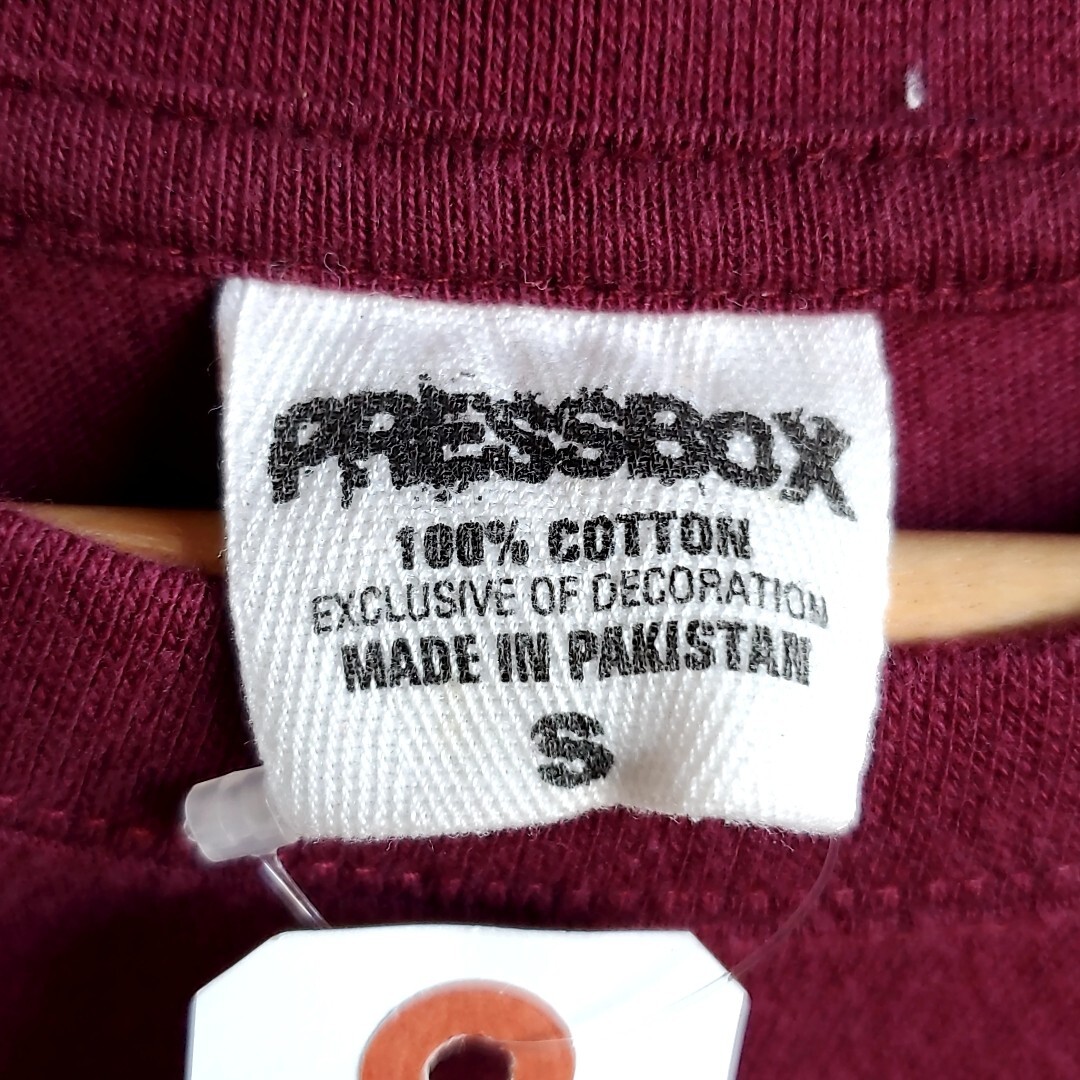 PRESSBOX
100% COTTON
EXCLUSIVE OF DECORATION
MADE IN PAKISTAN
S